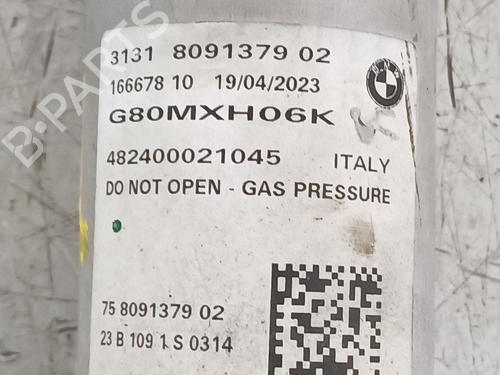 3131 8091379 02
166678 10 19/04/2023
BMW
G80MXH06K
482400021045 ITALY
DO NOT OPEN - GAS PRESSURE
75 8091379 02
23 B 109 1 S 0314
B-PARTS